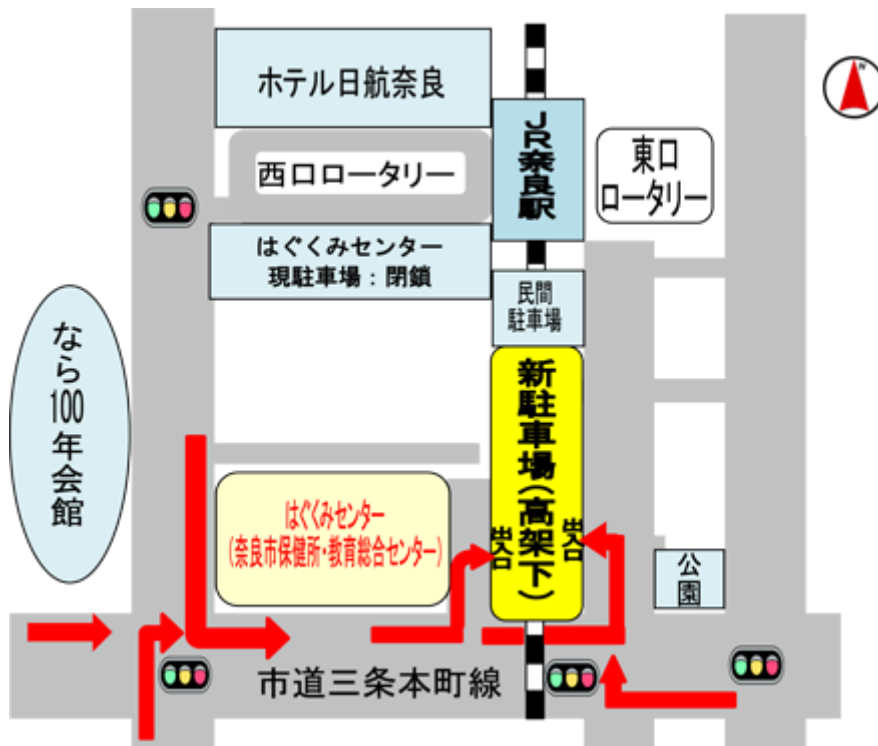 ホテル日航奈良
N
JR奈良駅
西口ロータリー
東口
ロータリー
はぐくみセンター
現駐車場：閉鎖
民間
駐車場
なら100年会館
新駐車場(高架下)
出入口
出入口
はぐくみセンター
(奈良市保健所・教育総合センター)
公
園
市道三条本町線